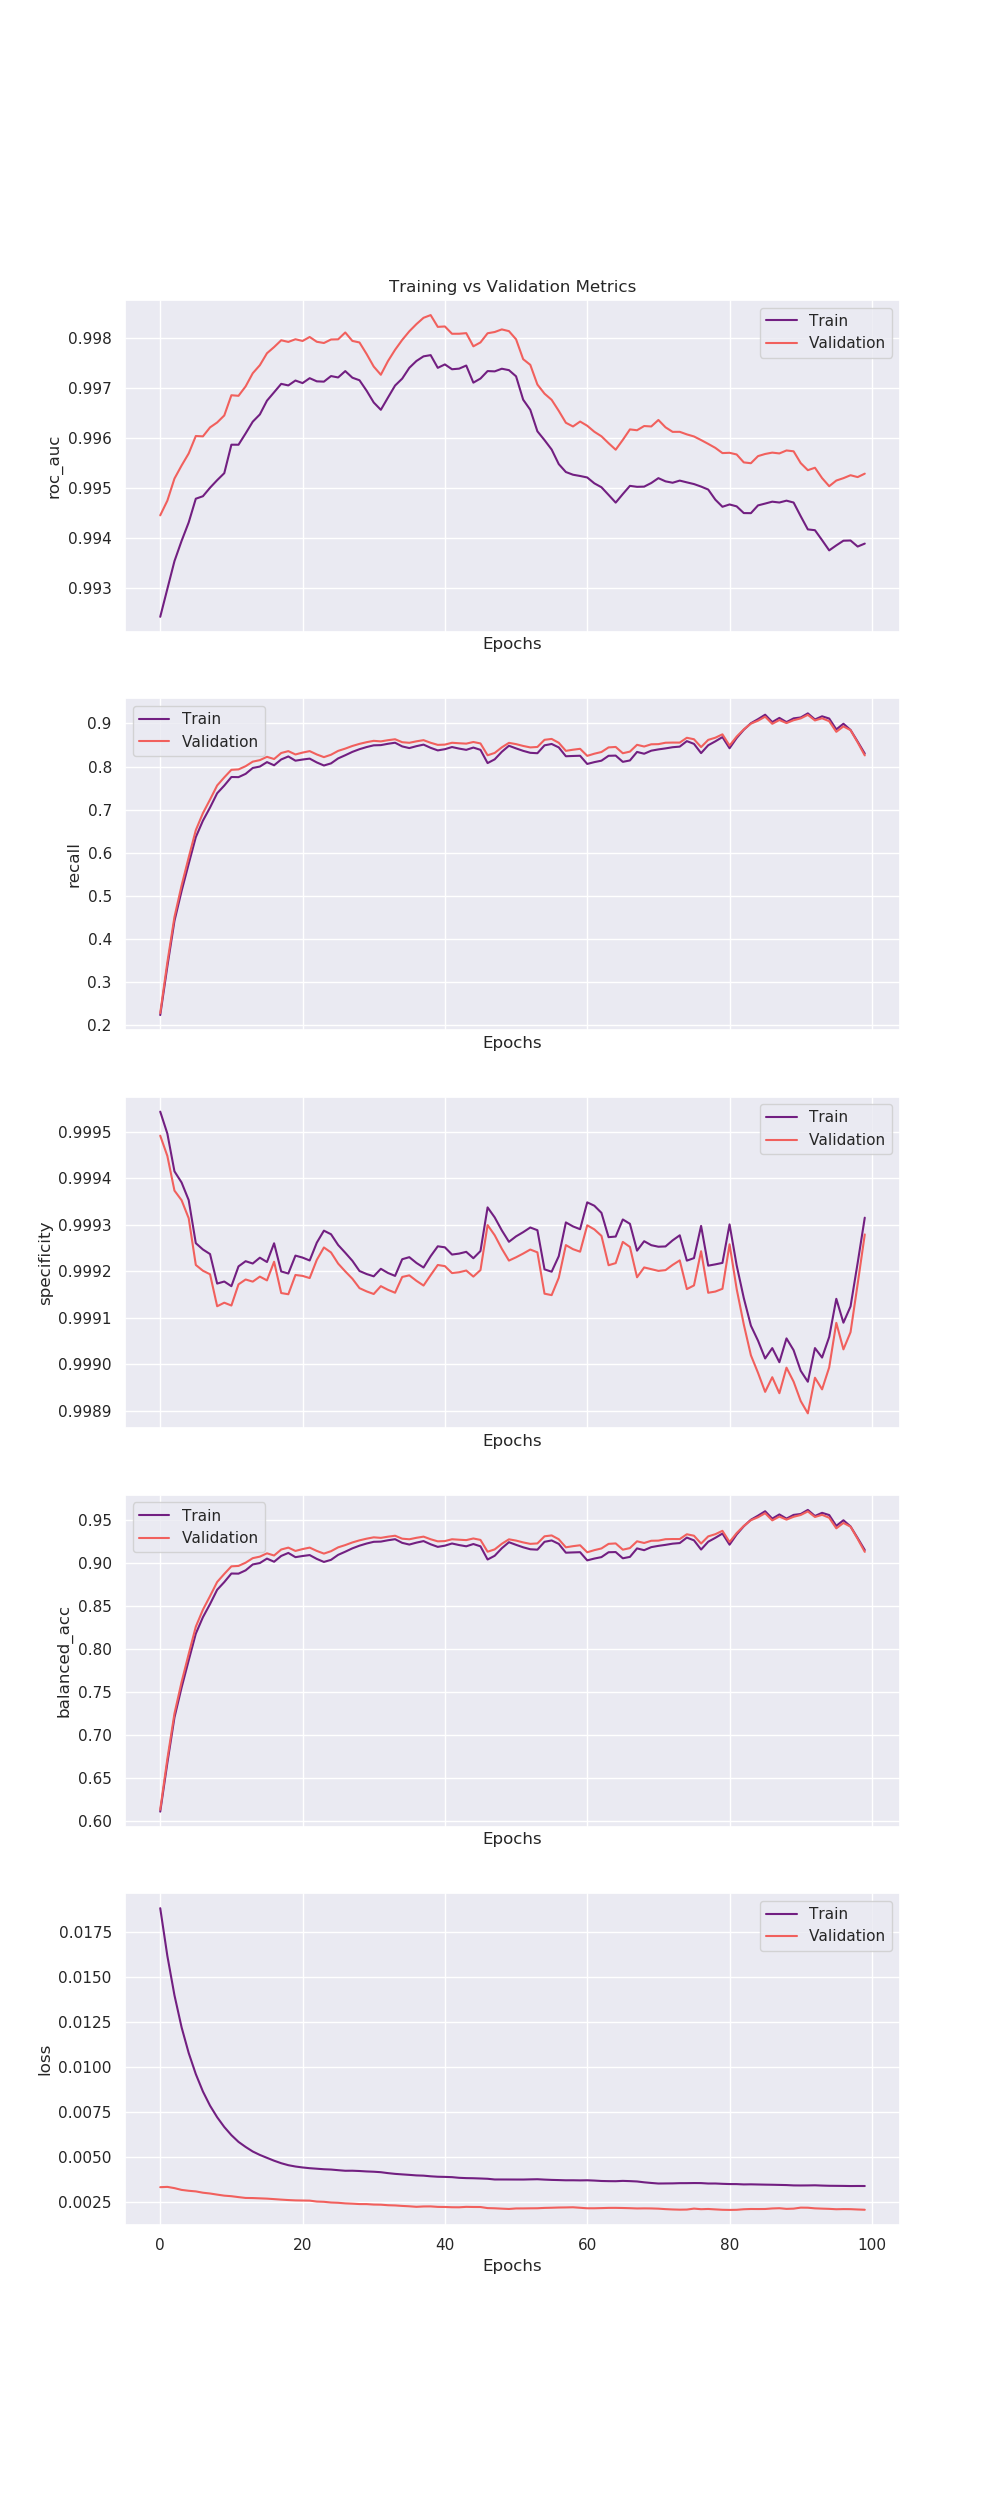 Training vs Validation Metrics
Train
Validation
0.998
0.997
0.996
0.995
0.994
0.993
roc_auc
Epochs
Train
Validation
0.9
0.8
0.7
0.6
0.5
0.4
0.3
0.2
recall
Epochs
Train
Validation
0.9995
0.9994
0.9993
0.9992
0.9991
0.9990
0.9989
specificity
Epochs
Train
Validation
0.95
0.90
0.85
0.80
0.75
0.70
0.65
0.60
balanced_acc
Epochs
Train
Validation
0.0175
0.0150
0.0125
0.0100
0.0075
0.0050
0.0025
loss
0 20 40 60 80 100
Epochs